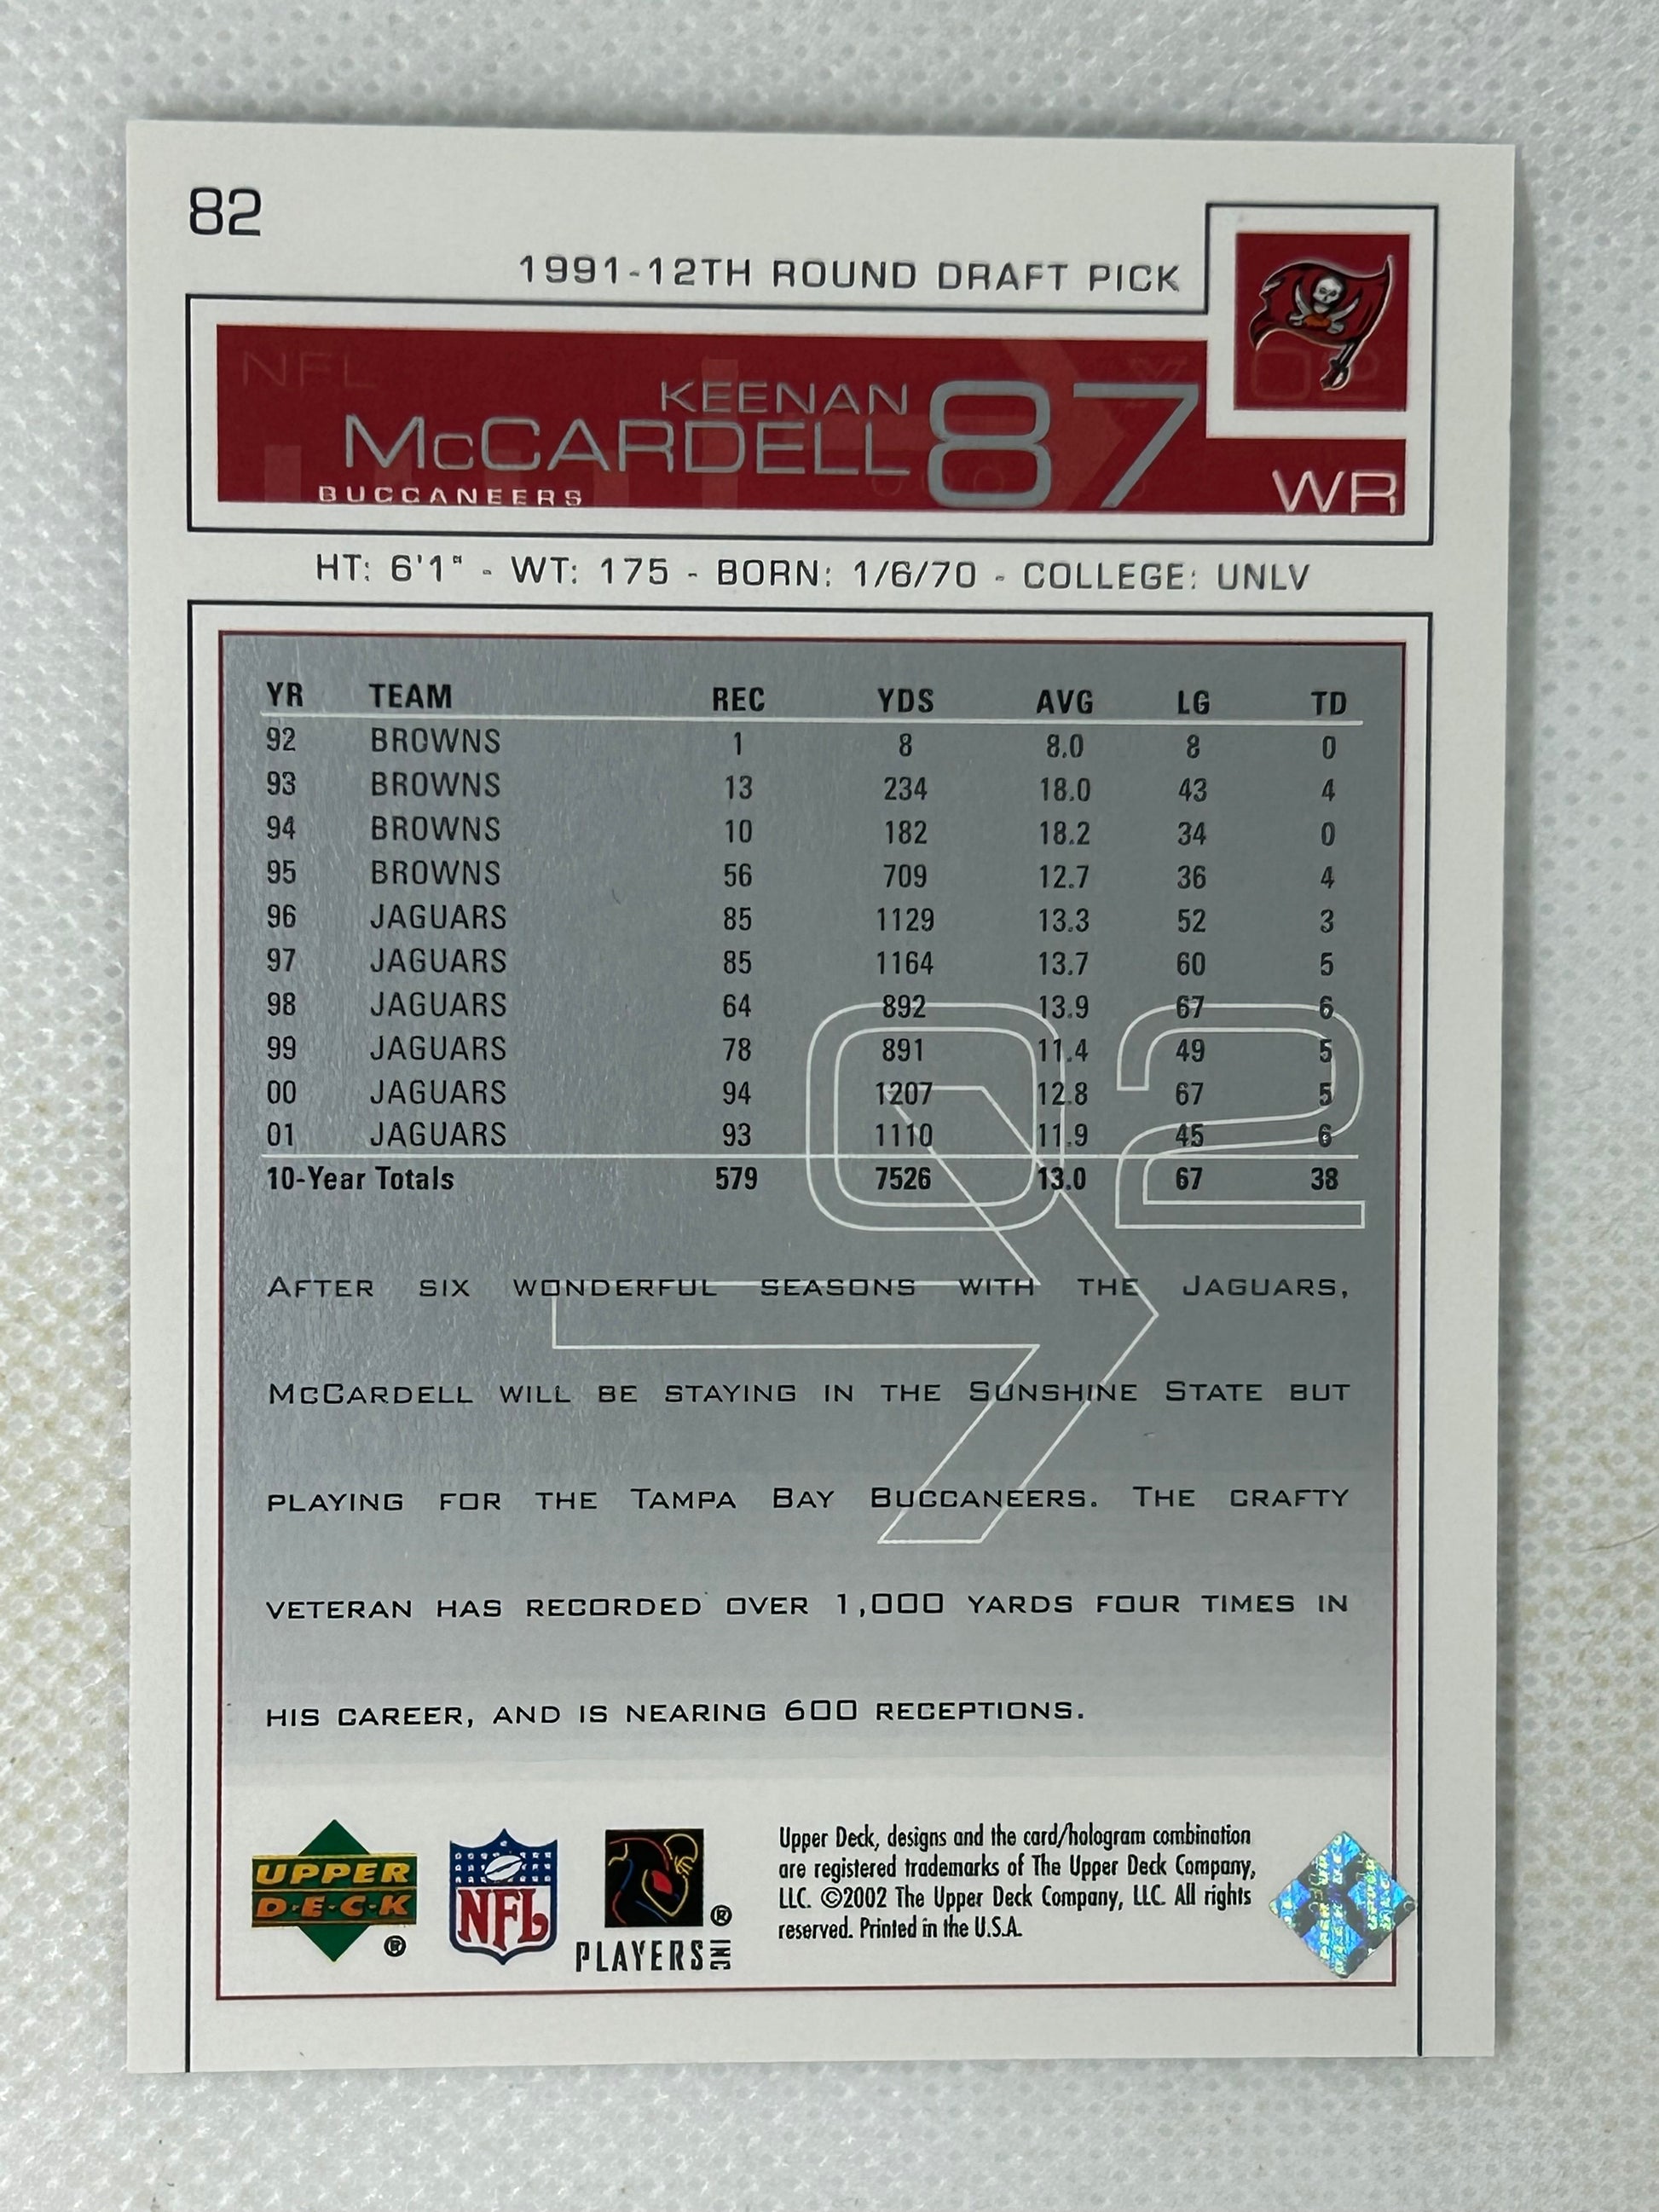 82
1991-12TH ROUND DRAFT PICK
NFL
KEENAN
McCARDELL
87
BUCCANEERS
WR
02
HT: 6'1" - WT: 175 - BORN: 1/6/70 - COLLEGE: UNLV
YR TEAM REC YDS AVG LG TD
92 BROWNS 1 8 8.0 8 0
93 BROWNS 13 234 18.0 43 4
94 BROWNS 10 182 18.2 34 0
95 BROWNS 56 709 12.7 36 4
96 JAGUARS 85 1129 13.3 52 3
97 JAGUARS 85 1164 13.7 60 5
98 JAGUARS 64 892 13.9 67 6
99 JAGUARS 78 891 11.4 49 5
00 JAGUARS 94 1207 12.8 67 5
01 JAGUARS 93 1110 11.9 45 6
10-Year Totals 579 7526 13.0 67 38
02
AFTER SIX WONDERFUL SEASONS WITH THE JAGUARS,
MCCARDELL WILL BE STAYING IN THE SUNSHINE STATE BUT
PLAYING FOR THE TAMPA BAY BUCCANEERS. THE CRAFTY
VETERAN HAS RECORDED OVER 1,000 YARDS FOUR TIMES IN
HIS CAREER, AND IS NEARING 600 RECEPTIONS.
UPPER
D·E·C·K
®
NFL
PLAYERS INC
®
Upper Deck, designs and the card/hologram combination
are registered trademarks of The Upper Deck Company,
LLC. ©2002 The Upper Deck Company, LLC. All rights
reserved. Printed in the U.S.A.